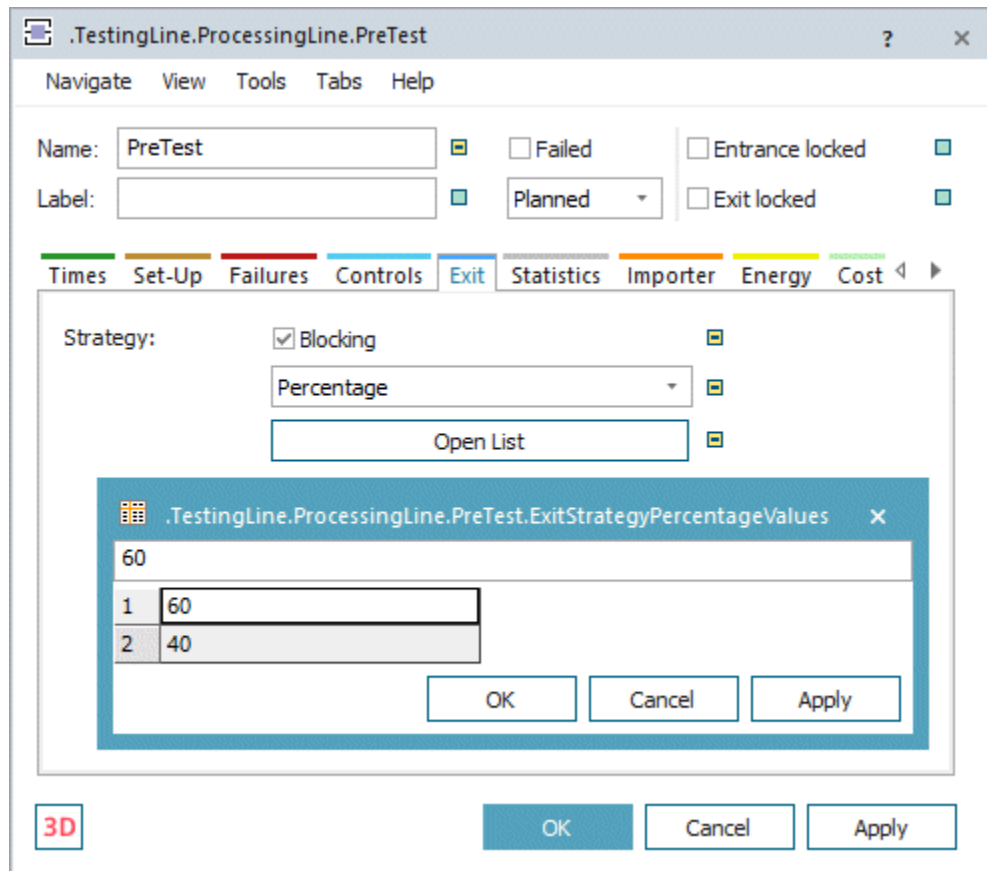 .TestingLine.ProcessingLine.PreTest ? ×
Navigate View Tools Tabs Help
Name: PreTest Failed Entrance locked
Label: Planned Exit locked
Times Set-Up Failures Controls Exit Statistics Importer Energy Cost
Strategy: Blocking
Percentage
Open List
.TestingLine.ProcessingLine.PreTest.ExitStrategyPercentageValues ×
60
1 60
2 40
OK Cancel Apply
3D OK Cancel Apply